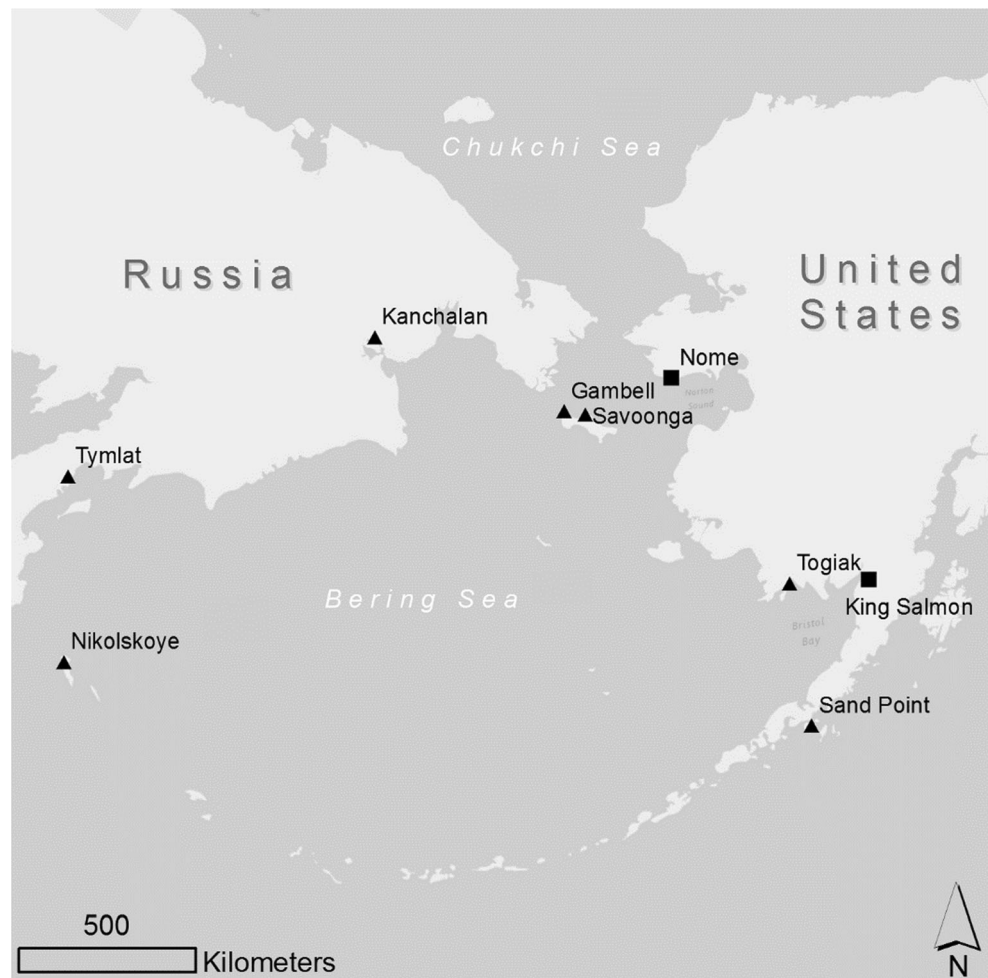 Chukchi Sea
Russia
United
States
Kanchalan
Nome
Norton
Sound
Gambell
Savoonga
Tymlat
Togiak
King Salmon
Bering Sea
Bristol
Bay
Nikolskoye
Sand Point
500
Kilometers
N